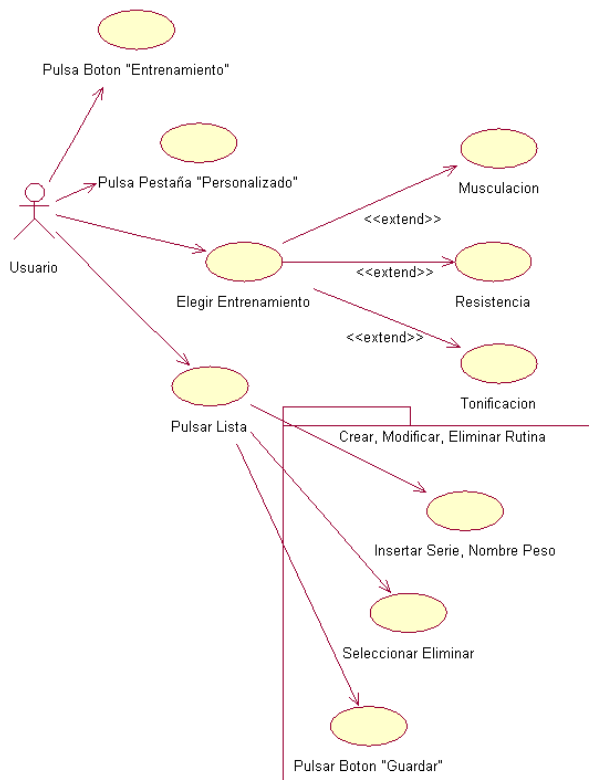 Pulsa Boton "Entrenamiento"
Pulsa Pestaña "Personalizado"
Musculacion
<<extend>>
Usuario
<<extend>>
Elegir Entrenamiento
Resistencia
<<extend>>
Tonificacion
Pulsar Lista
Crear, Modificar, Eliminar Rutina
Insertar Serie, Nombre Peso
Seleccionar Eliminar
Pulsar Boton "Guardar"